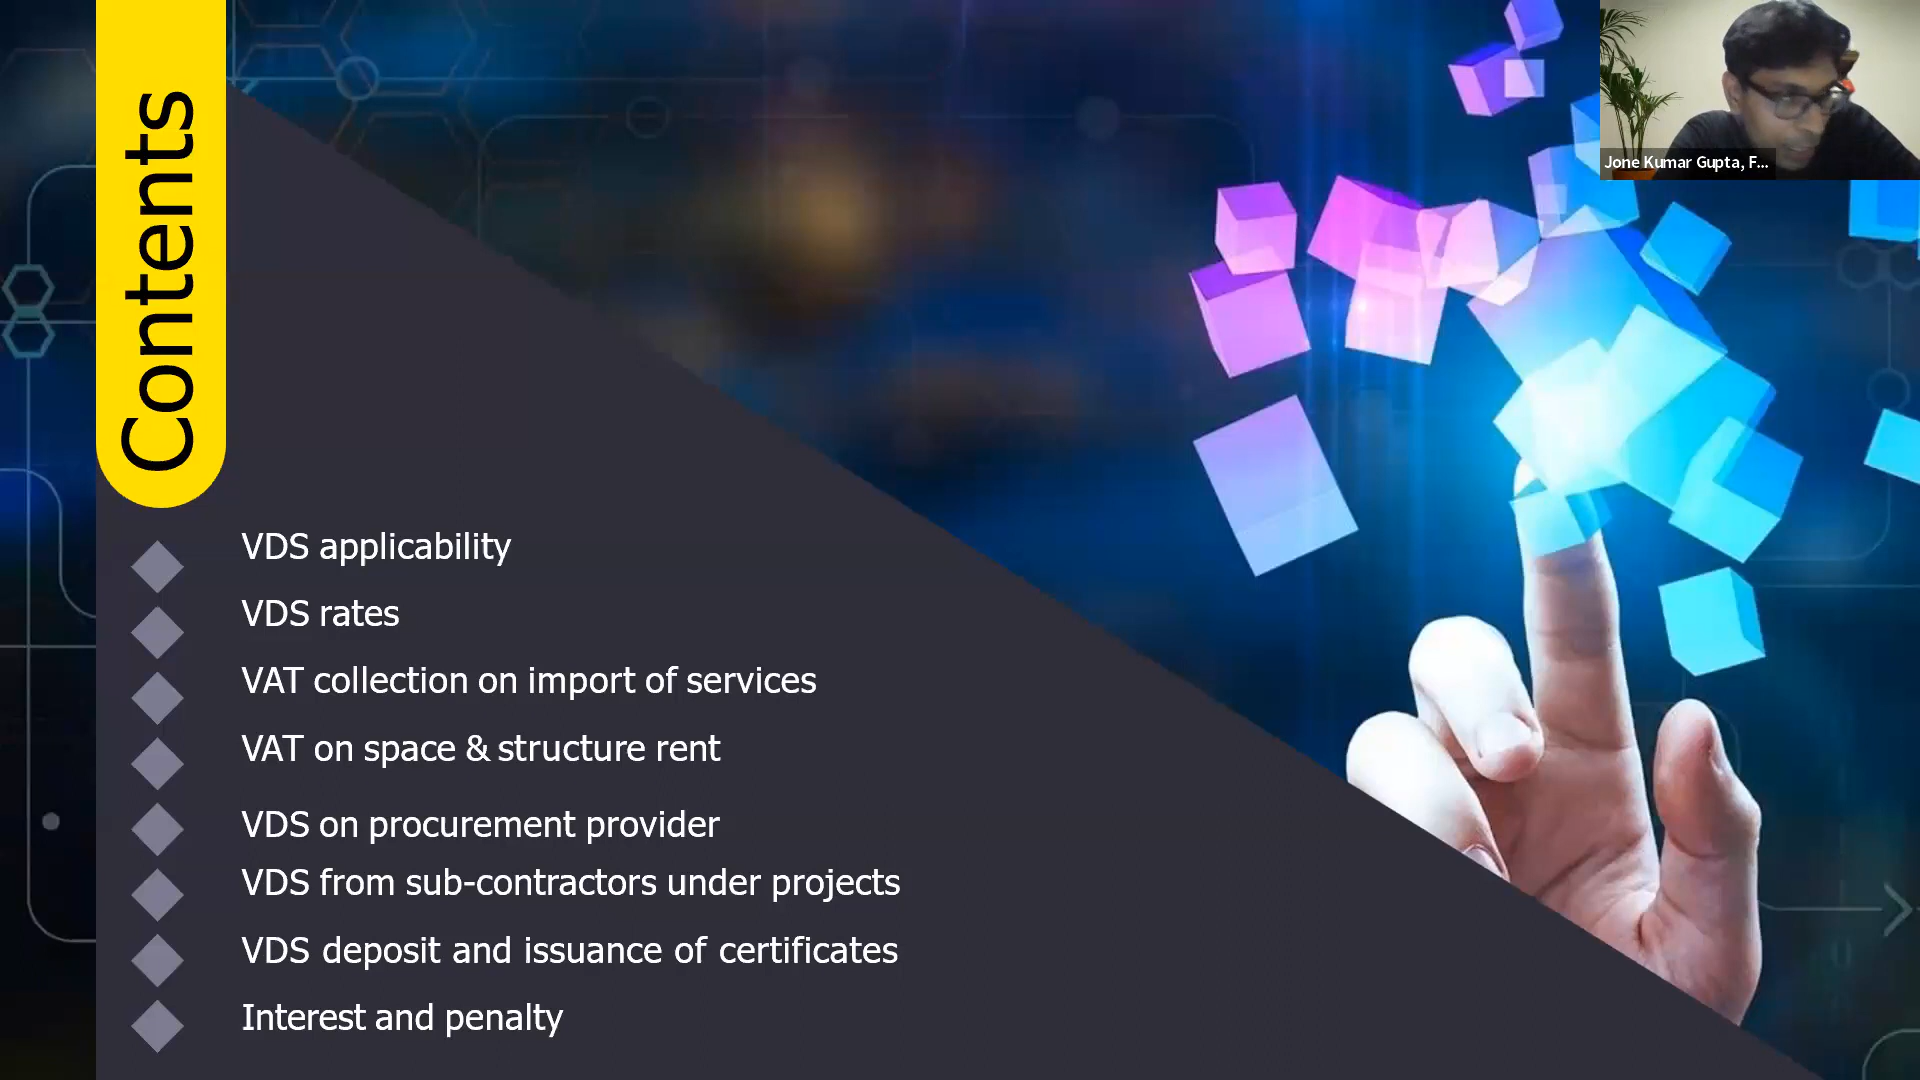 Contents
VDS applicability
VDS rates
VAT collection on import of services
VAT on space & structure rent
VDS on procurement provider
VDS from sub-contractors under projects
VDS deposit and issuance of certificates
Interest and penalty
Jone Kumar Gupta, F...